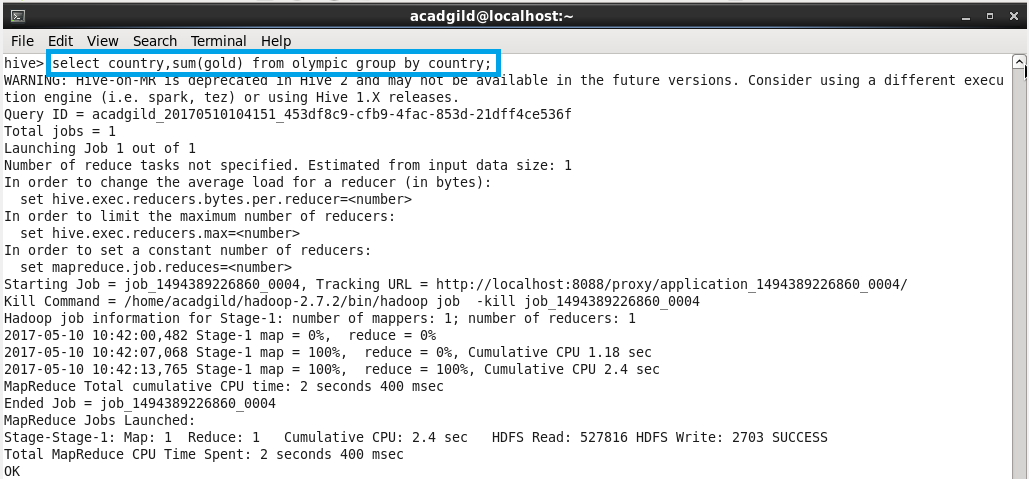 acadgild@localhost:~
File Edit View Search Terminal Help
hive> select country,sum(gold) from olympic group by country;
WARNING: Hive-on-MR is deprecated in Hive 2 and may not be available in the future versions. Consider using a different execu
tion engine (i.e. spark, tez) or using Hive 1.X releases.
Query ID = acadgild_20170510104151_453df8c9-cfb9-4fac-853d-21dff4ce536f
Total jobs = 1
Launching Job 1 out of 1
Number of reduce tasks not specified. Estimated from input data size: 1
In order to change the average load for a reducer (in bytes):
  set hive.exec.reducers.bytes.per.reducer=<number>
In order to limit the maximum number of reducers:
  set hive.exec.reducers.max=<number>
In order to set a constant number of reducers:
  set mapreduce.job.reduces=<number>
Starting Job = job_1494389226860_0004, Tracking URL = http://localhost:8088/proxy/application_1494389226860_0004/
Kill Command = /home/acadgild/hadoop-2.7.2/bin/hadoop job  -kill job_1494389226860_0004
Hadoop job information for Stage-1: number of mappers: 1; number of reducers: 1
2017-05-10 10:42:00,482 Stage-1 map = 0%,  reduce = 0%
2017-05-10 10:42:07,068 Stage-1 map = 100%,  reduce = 0%, Cumulative CPU 1.18 sec
2017-05-10 10:42:13,765 Stage-1 map = 100%,  reduce = 100%, Cumulative CPU 2.4 sec
MapReduce Total cumulative CPU time: 2 seconds 400 msec
Ended Job = job_1494389226860_0004
MapReduce Jobs Launched:
Stage-Stage-1: Map: 1  Reduce: 1   Cumulative CPU: 2.4 sec   HDFS Read: 527816 HDFS Write: 2703 SUCCESS
Total MapReduce CPU Time Spent: 2 seconds 400 msec
OK